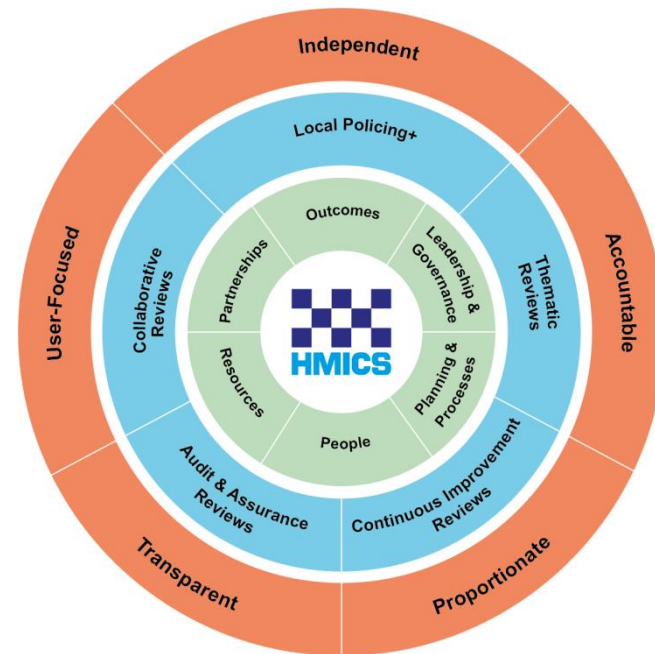 Independent
Accountable
Proportionate
Transparent
User-Focused
Local Policing+
Thematic
Reviews
Continuous Improvement
Reviews
Audit & Assurance
Reviews
Collaborative
Reviews
Outcomes
Leadership &
Governance
Planning &
Processes
People
Resources
Partnerships
HMICS